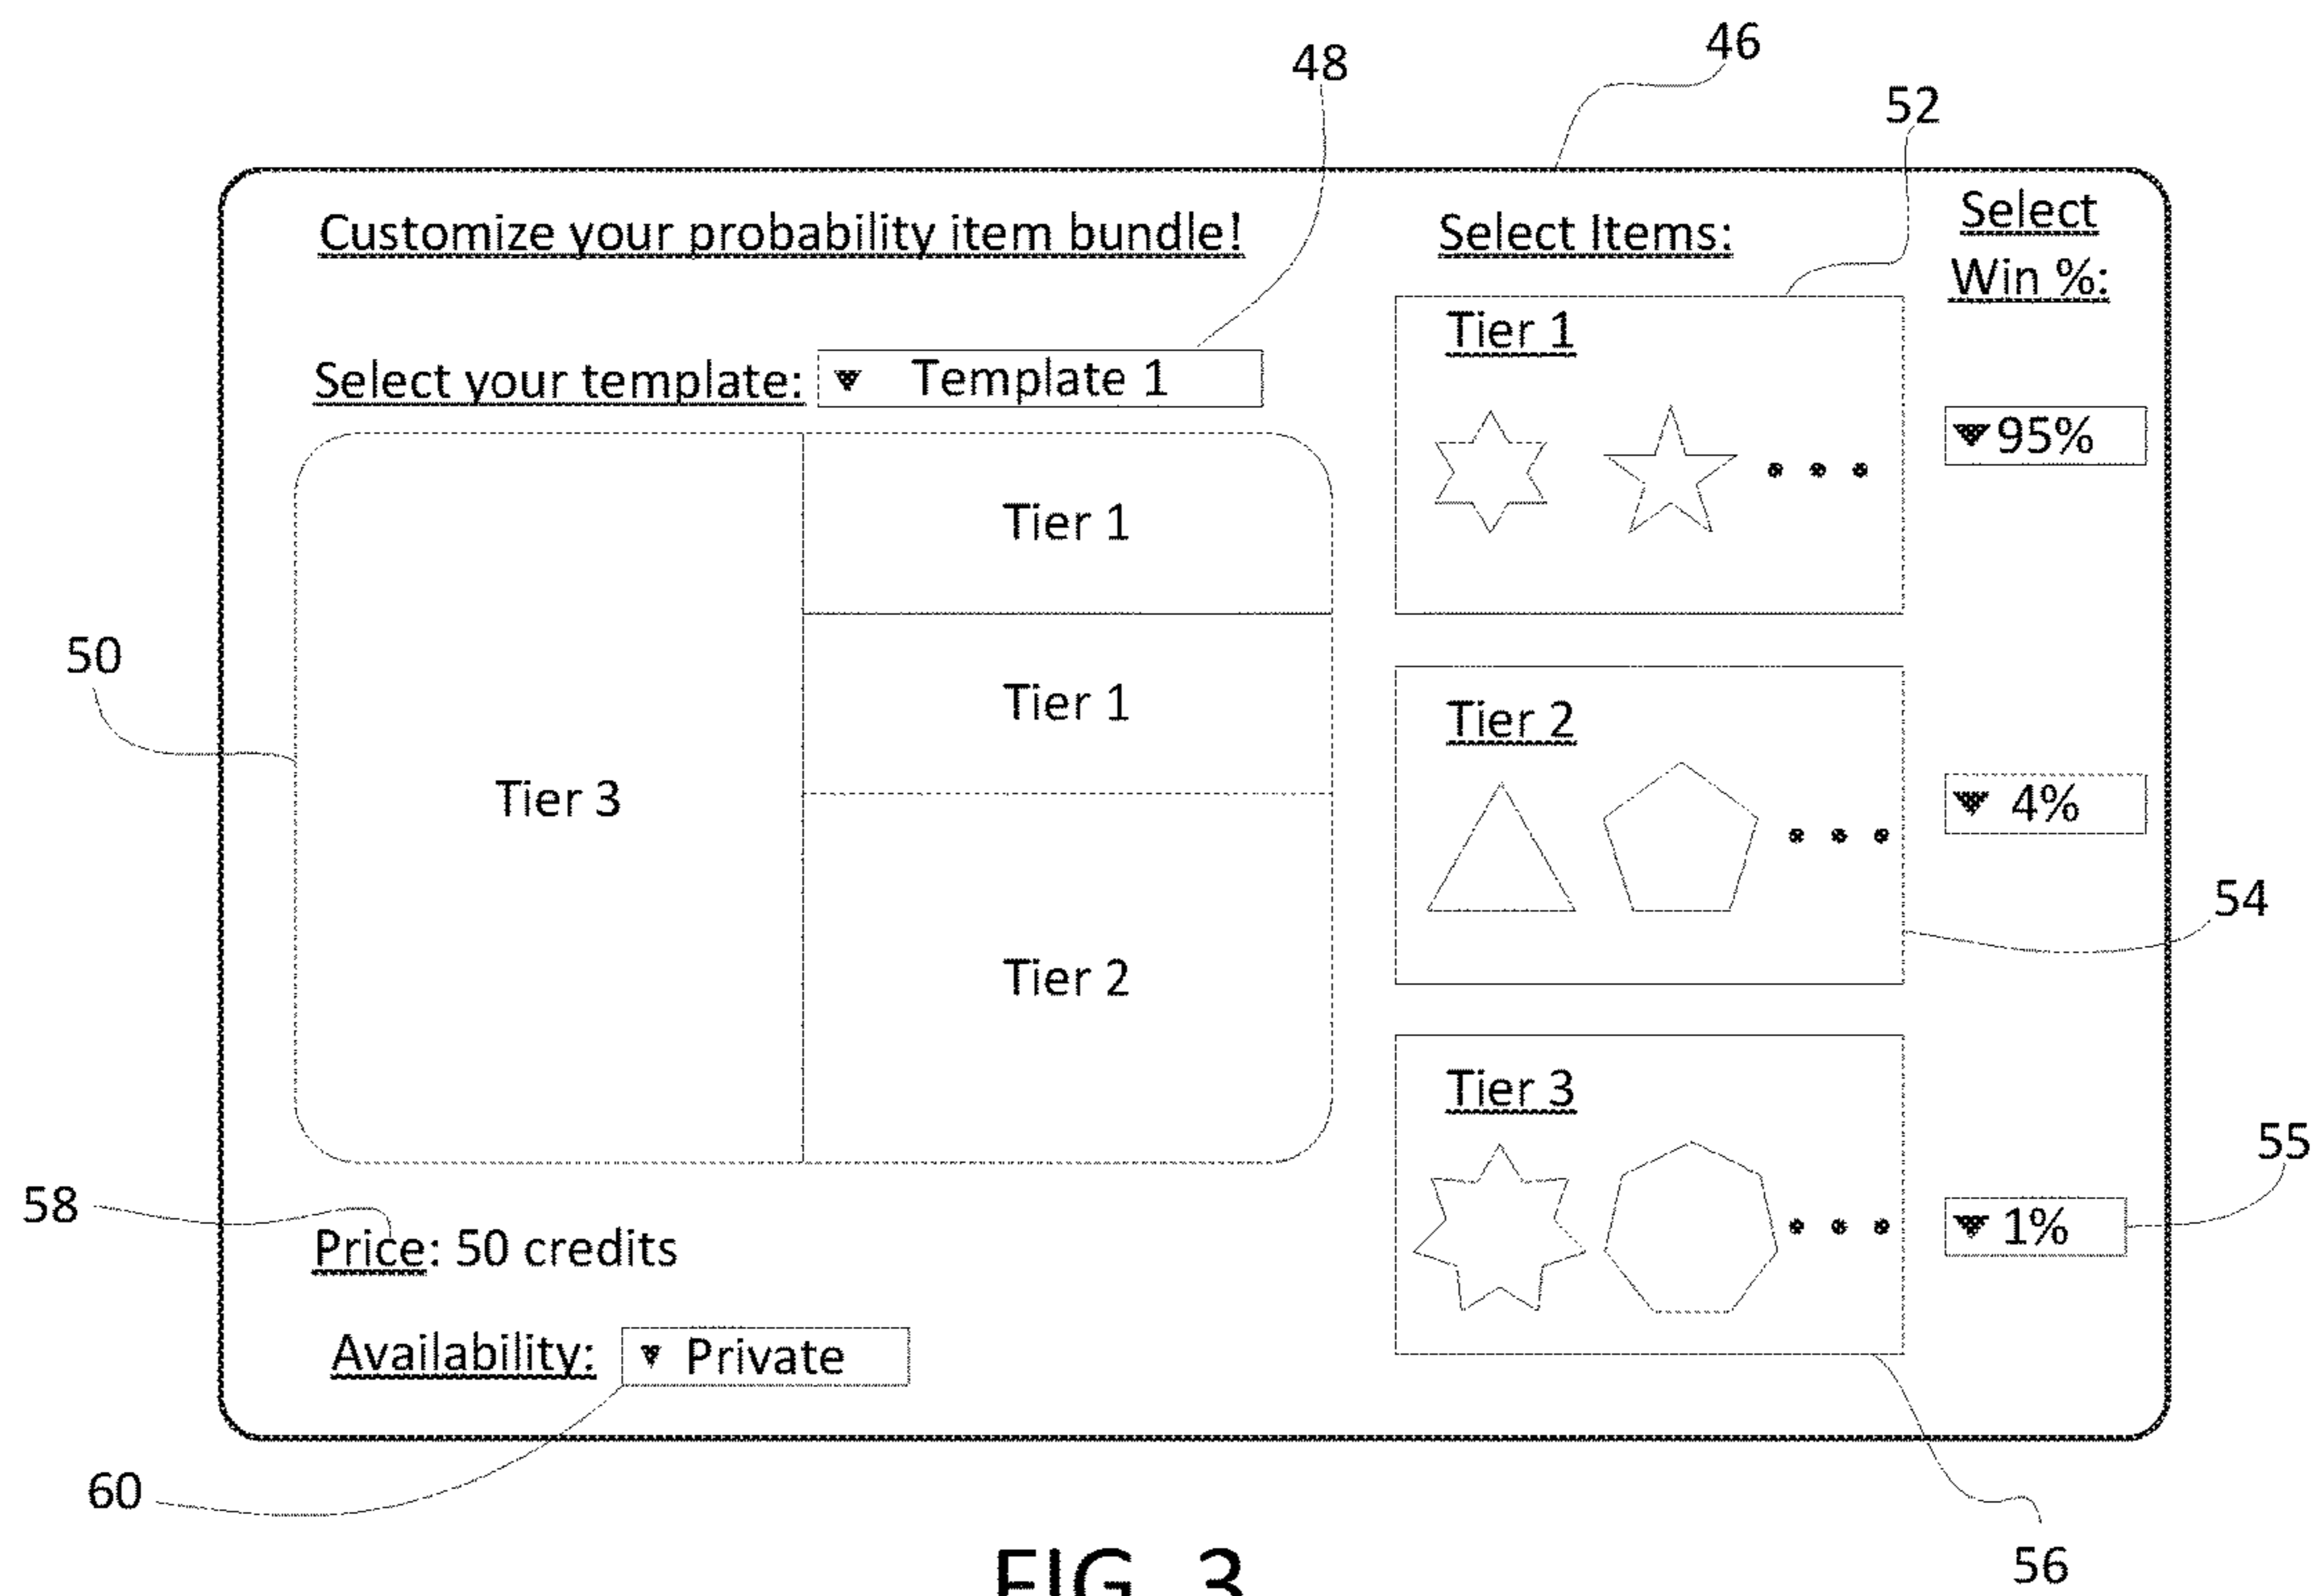 46
48
52
Customize your probability item bundle!
Select Items:
Select
Win %:
Select your template:
Template 1
Tier 1
95%
Tier 1
50
Tier 1
Tier 2
Tier 3
4%
54
Tier 2
Tier 3
55
58
Price: 50 credits
1%
Availability:
Private
60
56
FIG. 3